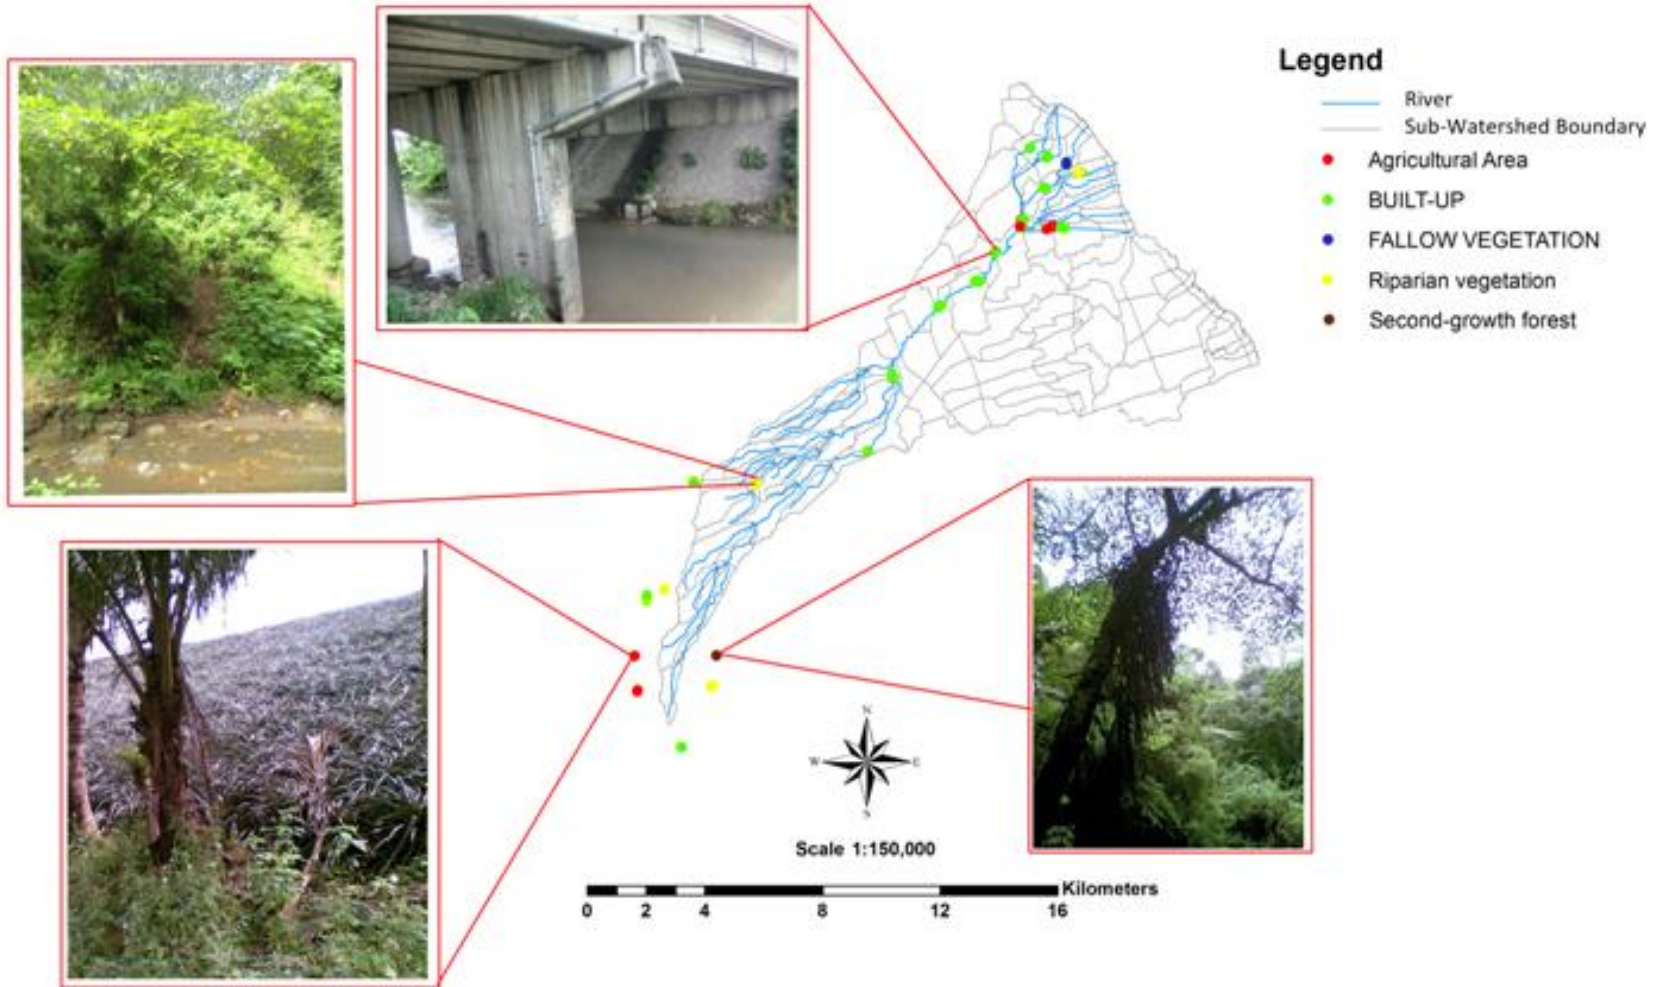 Legend
River
Sub-Watershed Boundary
Agricultural Area
BUILT-UP
FALLOW VEGETATION
Riparian vegetation
Second-growth forest
N
W E
S
Scale 1:150,000
Kilometers
0 2 4 8 12 16